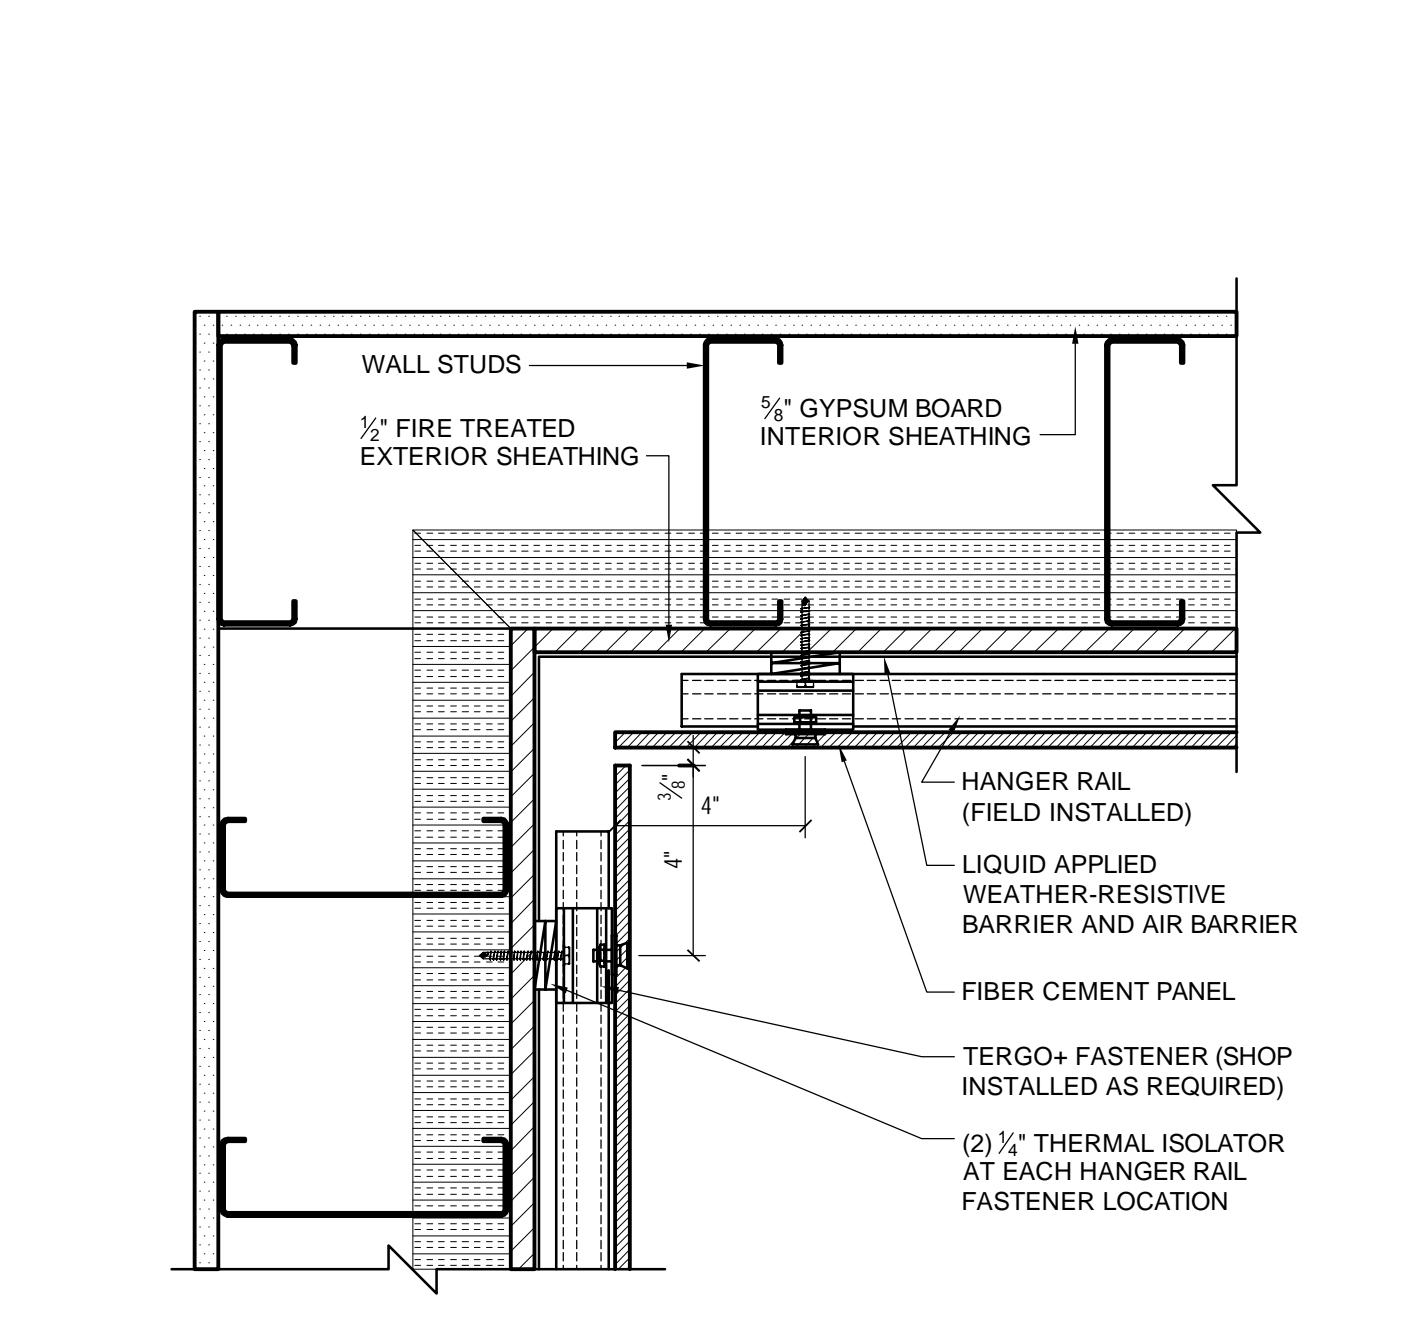 WALL STUDS
⅝" GYPSUM BOARD
INTERIOR SHEATHING
½" FIRE TREATED
EXTERIOR SHEATHING
⅜"
4"
4"
HANGER RAIL
(FIELD INSTALLED)
LIQUID APPLIED
WEATHER-RESISTIVE
BARRIER AND AIR BARRIER
FIBER CEMENT PANEL
TERGO+ FASTENER (SHOP
INSTALLED AS REQUIRED)
(2) ¼" THERMAL ISOLATOR
AT EACH HANGER RAIL
FASTENER LOCATION